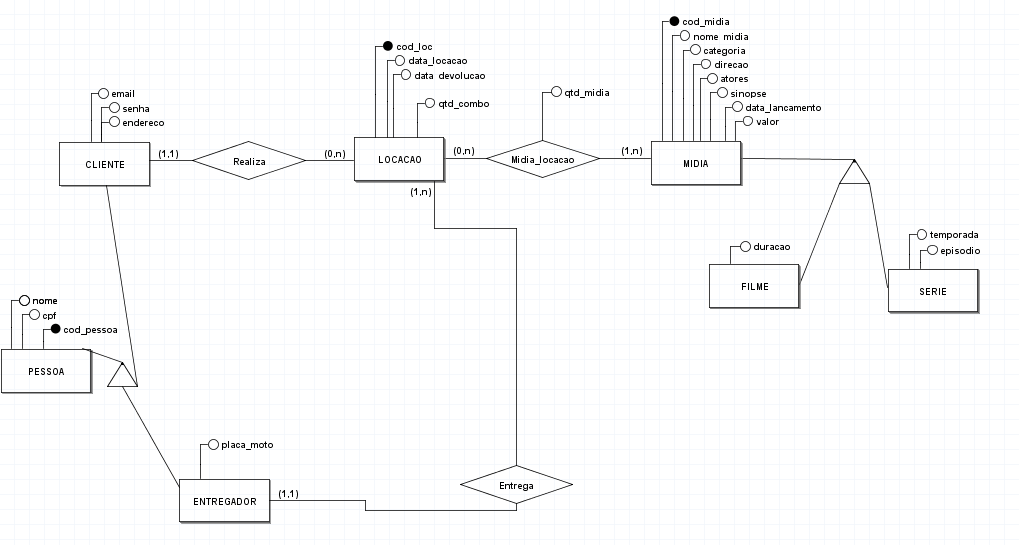 cod_midia
nome midia
categoria
direcao
atores
sinopse
data_lancamento
valor
cod_loc
data_locacao
data devolucao
qtd_combo
qtd_midia
email
senha
endereco
CLIENTE
(1,1)
Realiza
(0,n)
LOCACAO
(0,n)
Midia_locacao
(1,n)
MIDIA
(1,n)
temporada
episodio
duracao
FILME
SERIE
nome
cpf
cod_pessoa
PESSOA
placa_moto
ENTREGADOR
(1,1)
Entrega